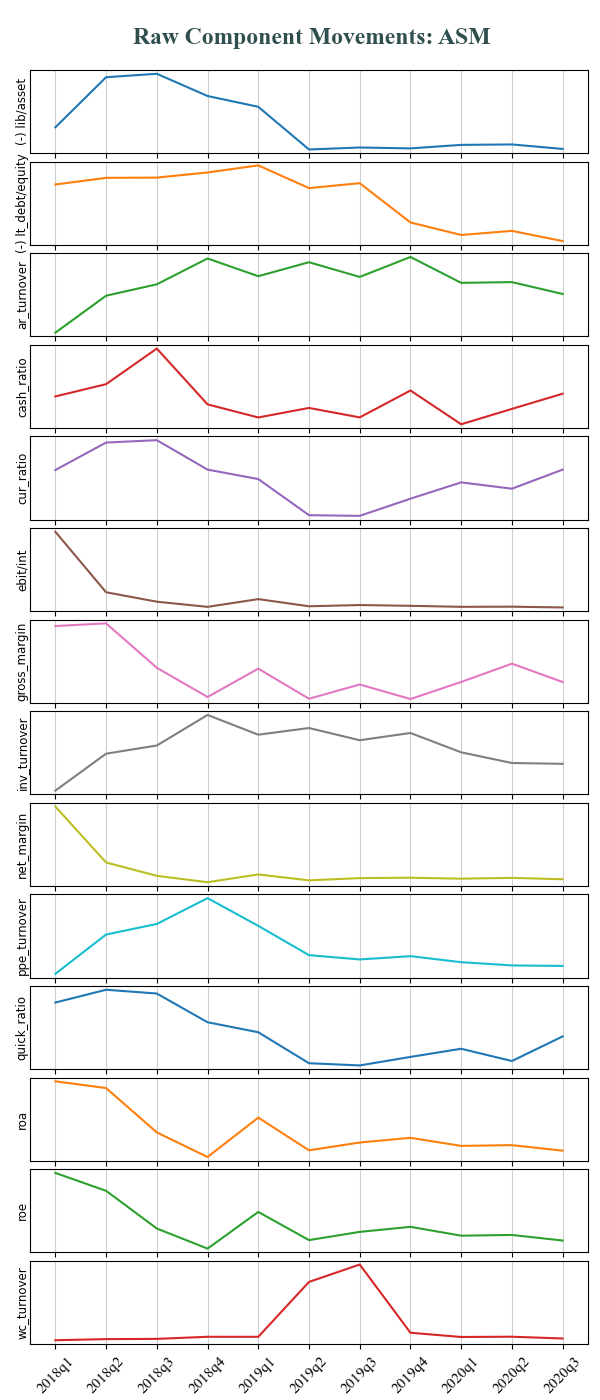 Raw Component Movements: ASM
(-) lib/asset
(-) lt_debt/equity
ar_turnover
cash_ratio
cur_ratio
ebit/int
gross_margin
inv_turnover
net_margin
ppe_turnover
quick_ratio
roa
roe
wc_turnover
2018q1 2018q2 2018q3 2018q4 2019q1 2019q2 2019q3 2019q4 2020q1 2020q2 2020q3